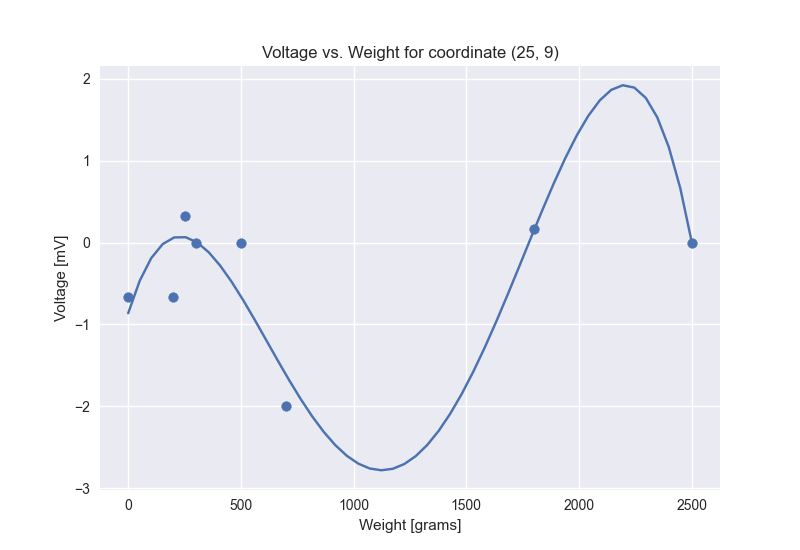 Voltage vs. Weight for coordinate (25, 9)
2
1
0
−1
−2
−3
Voltage [mV]
0 500 1000 1500 2000 2500
Weight [grams]